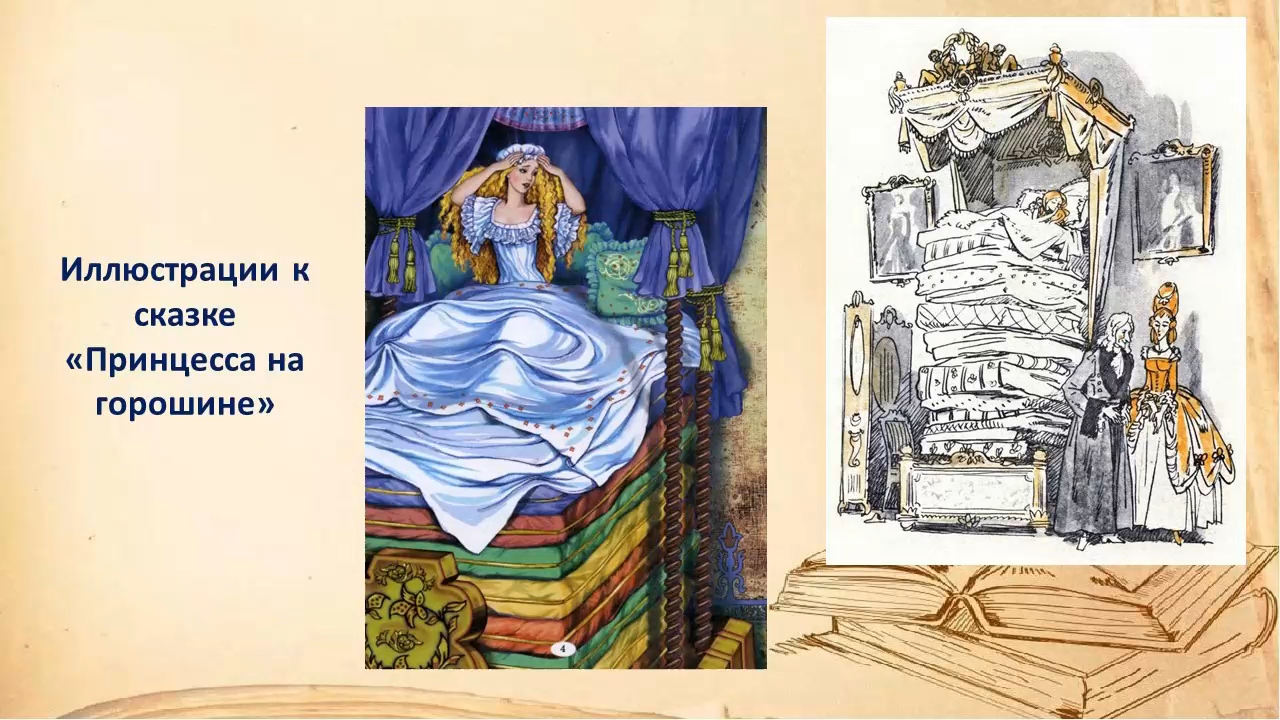 Иллюстрации к
сказке
«Принцесса на
горошине»
4